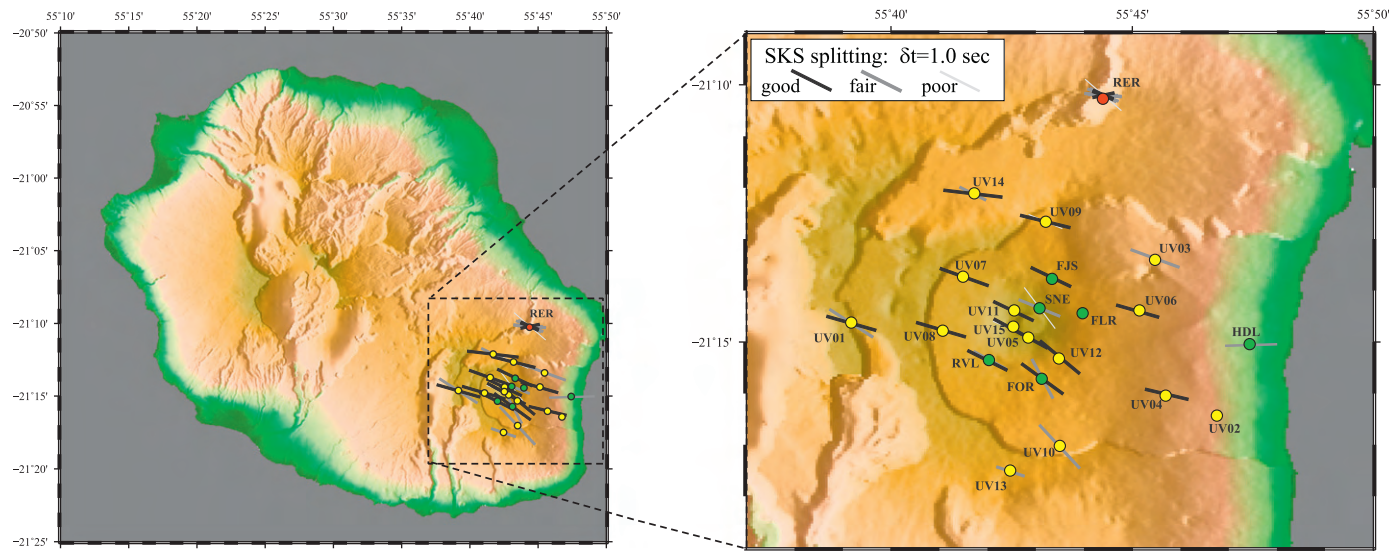 55°10' 55°15' 55°20' 55°25' 55°30' 55°35' 55°40' 55°45' 55°50'
−20°50'
−20°55'
−21°00'
−21°05'
−21°10'
−21°15'
−21°20'
−21°25'
RER
55°40' 55°45' 55°50'
−21°10'
−21°15'
SKS splitting: δt=1.0 sec
good fair poor
RER
UV14
UV09
UV03
UV07
FJS
SNE
UV06
UV11
FLR
UV15
UV01
UV08
UV05
HDL
UV12
RVL
FOR
UV04
UV02
UV10
UV13